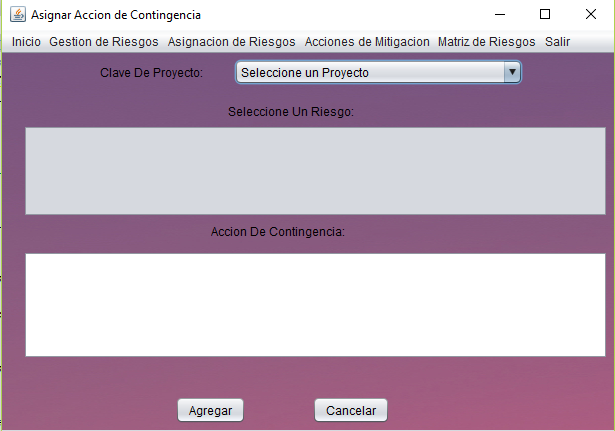 Asignar Accion de Contingencia
Inicio Gestion de Riesgos Asignacion de Riesgos Acciones de Mitigacion Matriz de Riesgos Salir
Clave De Proyecto: Seleccione un Proyecto
Seleccione Un Riesgo:
Accion De Contingencia:
Agregar Cancelar